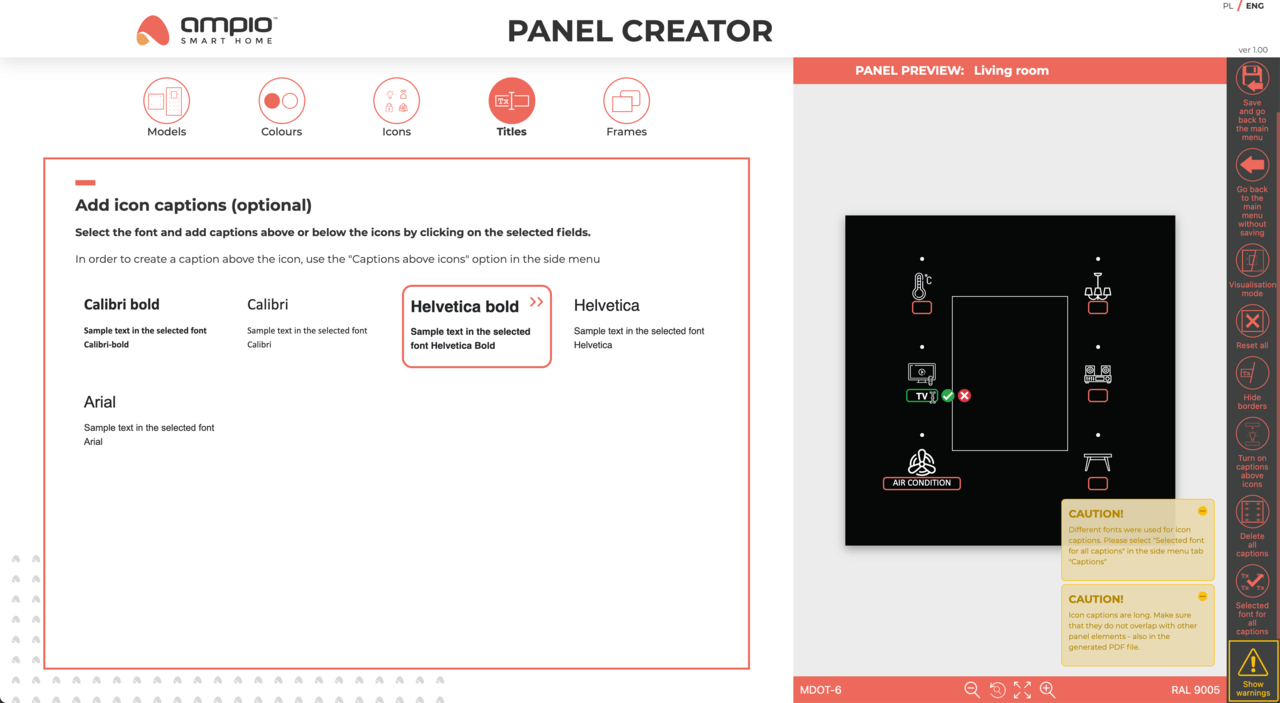 ampio™
SMART HOME
PANEL CREATOR
PL / ENG
ver 1.00
Models
Colours
Icons
Tx
Titles
Frames
Add icon captions (optional)
Select the font and add captions above or below the icons by clicking on the selected fields.
In order to create a caption above the icon, use the "Captions above icons" option in the side menu
Calibri bold
Sample text in the selected font
Calibri-bold
Calibri
Sample text in the selected font
Calibri
Helvetica bold
Sample text in the selected
font Helvetica Bold
Helvetica
Sample text in the selected font
Helvetica
Arial
Sample text in the selected font
Arial
PANEL PREVIEW: Living room
°C
TV
AIR CONDITION
CAUTION!
Different fonts were used for icon
captions. Please select "Selected font
for all captions" in the side menu tab
"Captions"
CAUTION!
Icon captions are long. Make sure
that they do not overlap with other
panel elements - also in the
generated PDF file.
MDOT-6
RAL 9005
Save
and go
back to
the main
menu
Go back
to the
main
menu
without
saving
Visualisation
mode
Reset all
Tx
Hide
borders
Turn on
captions
above
icons
Delete
all
captions
Tx
Tx Tx
Selected
font for
all
captions
Show
warnings